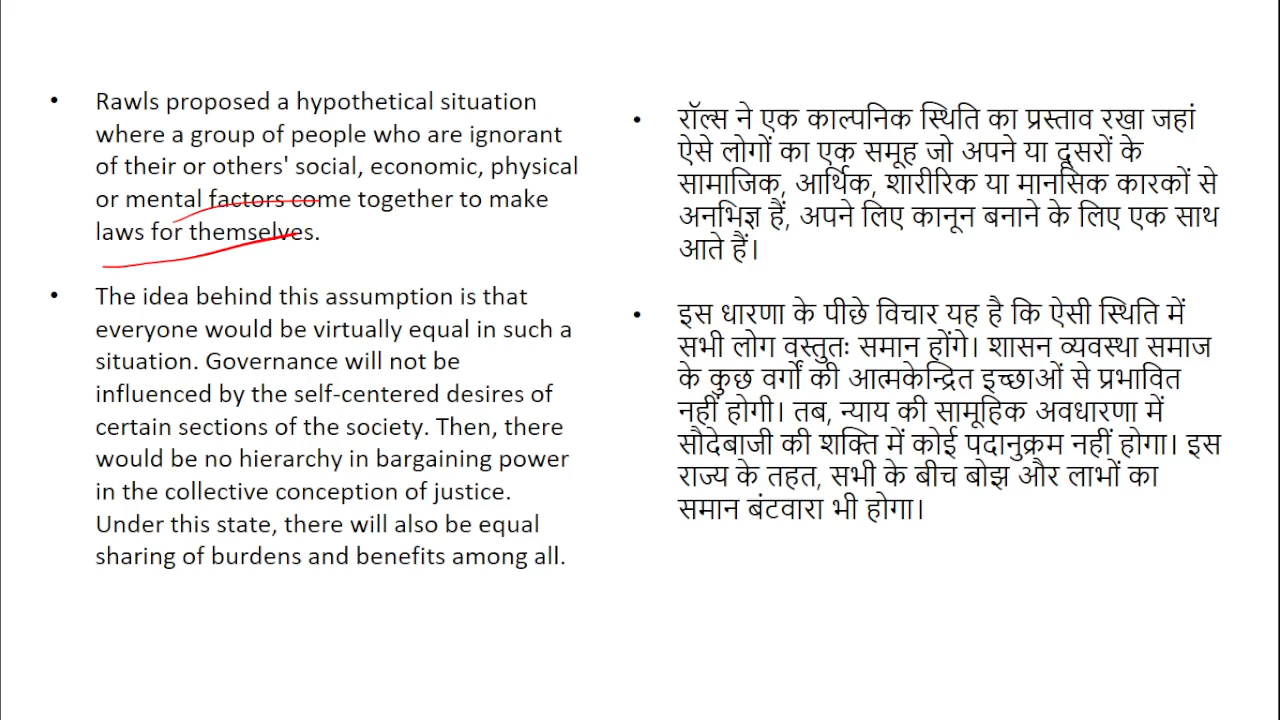 • Rawls proposed a hypothetical situation
where a group of people who are ignorant
of their or others' social, economic, physical
or mental factors come together to make
laws for themselves.
• The idea behind this assumption is that
everyone would be virtually equal in such a
situation. Governance will not be
influenced by the self-centered desires of
certain sections of the society. Then, there
would be no hierarchy in bargaining power
in the collective conception of justice.
Under this state, there will also be equal
sharing of burdens and benefits among all.
• रॉल्स ने एक काल्पनिक स्थिति का प्रस्ताव रखा जहां
ऐसे लोगों का एक समूह जो अपने या दूसरों के
सामाजिक, आर्थिक, शारीरिक या मानसिक कारकों से
अनभिज्ञ हैं, अपने लिए कानून बनाने के लिए एक साथ
आते हैं।
• इस धारणा के पीछे विचार यह है कि ऐसी स्थिति में
सभी लोग वस्तुतः समान होंगे। शासन व्यवस्था समाज
के कुछ वर्गों की आत्मकेन्द्रित इच्छाओं से प्रभावित
नहीं होगी। तब, न्याय की सामूहिक अवधारणा में
सौदेबाजी की शक्ति में कोई पदानुक्रम नहीं होगा। इस
राज्य के तहत, सभी के बीच बोझ और लाभों का
समान बंटवारा भी होगा।